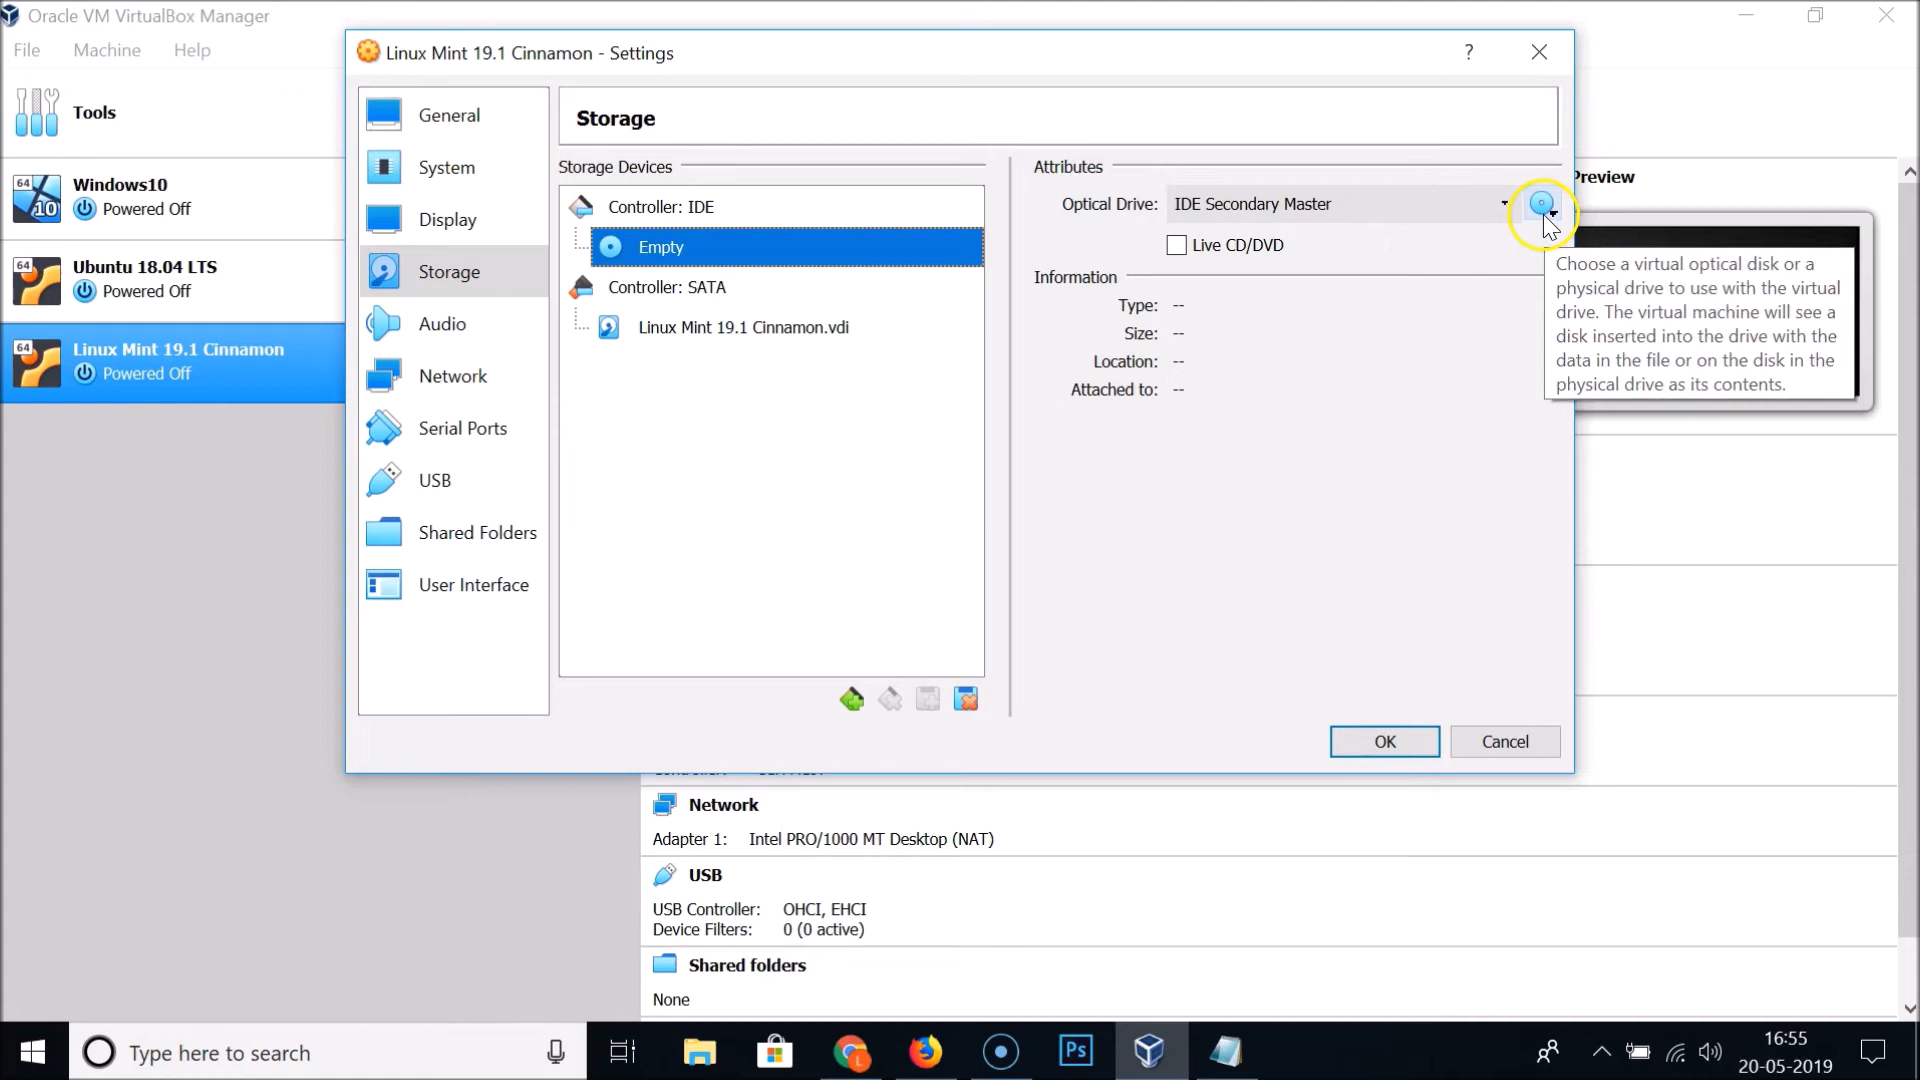 Oracle VM VirtualBox Manager
File Machine Help
Tools
64
10
Windows10
Powered Off
64
Ubuntu 18.04 LTS
Powered Off
64
Linux Mint 19.1 Cinnamon
Powered Off
Linux Mint 19.1 Cinnamon - Settings
?
General
System
Display
Storage
Audio
Network
Serial Ports
USB
Shared Folders
User Interface
Storage
Storage Devices
Controller: IDE
Empty
Controller: SATA
Linux Mint 19.1 Cinnamon.vdi
Attributes
Optical Drive: IDE Secondary Master
Live CD/DVD
Information
Type: --
Size: --
Location: --
Attached to: --
OK Cancel
Preview
Choose a virtual optical disk or a
physical drive to use with the virtual
drive. The virtual machine will see a
disk inserted into the drive with the
data in the file or on the disk in the
physical drive as its contents.
Network
Adapter 1: Intel PRO/1000 MT Desktop (NAT)
USB
USB Controller: OHCI, EHCI
Device Filters: 0 (0 active)
Shared folders
None
Type here to search
L
Ps
16:55
20-05-2019